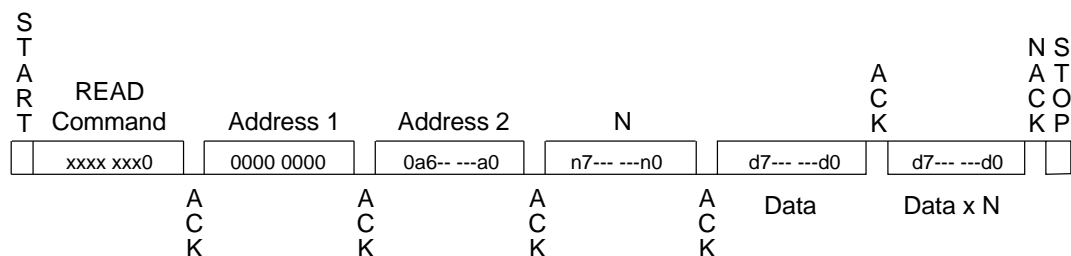 START
READ
Command
Address 1
Address 2
N
ACK
NACK
STOP
xxxx xxx0
0000 0000
0a6-- ---a0
n7--- ---n0
d7--- ---d0
d7--- ---d0
ACK
ACK
ACK
ACK
Data
Data x N